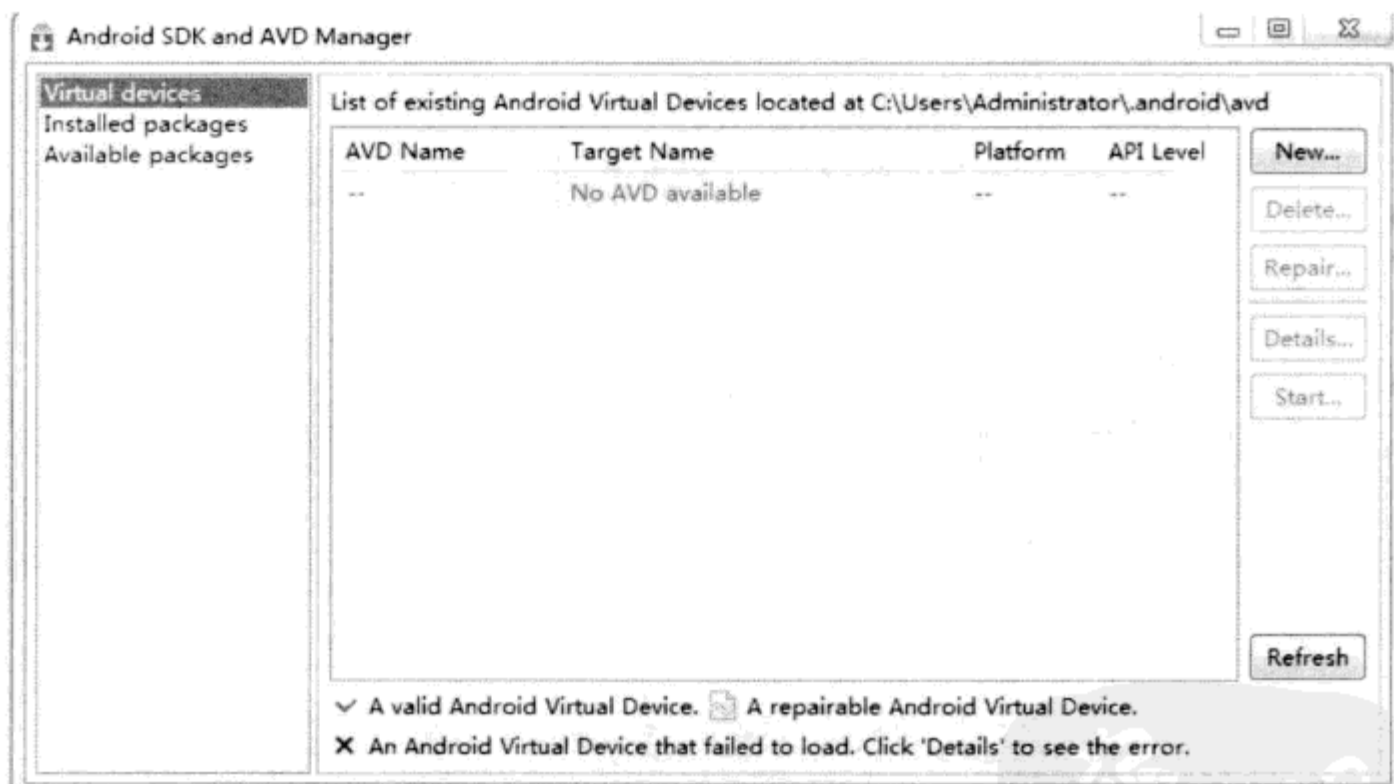 Android SDK and AVD Manager
Virtual devices
Installed packages
Available packages
List of existing Android Virtual Devices located at C:\Users\Administrator\.android\avd
AVD Name Target Name Platform API Level
-- No AVD available -- --
New...
Delete...
Repair...
Details...
Start...
Refresh
A valid Android Virtual Device. A repairable Android Virtual Device.
An Android Virtual Device that failed to load. Click 'Details' to see the error.